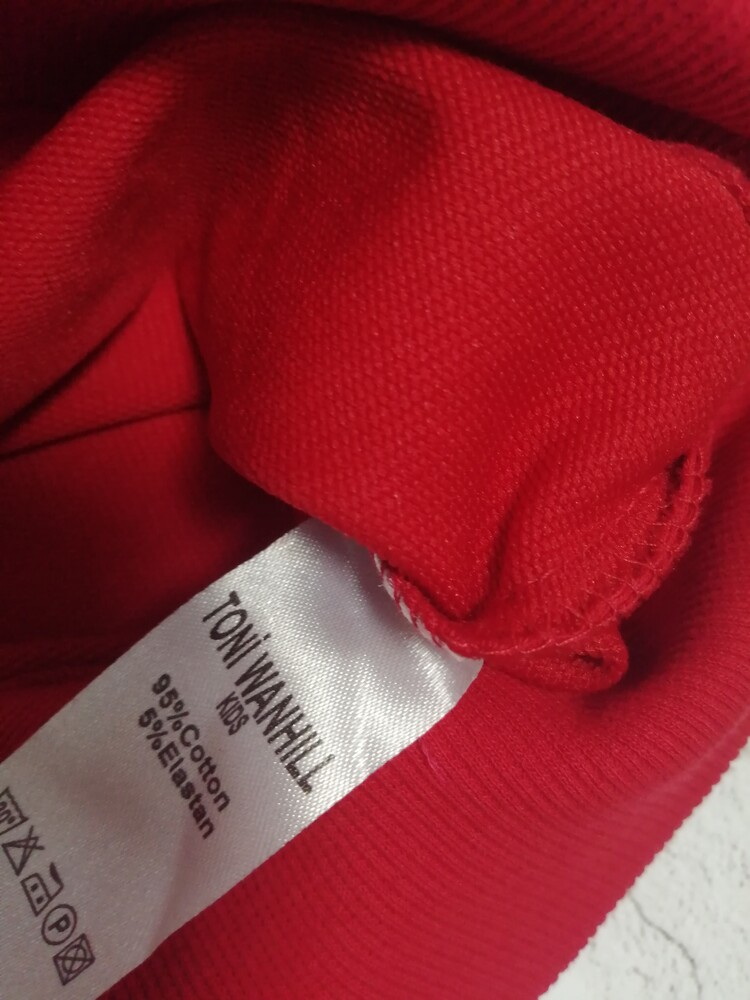 TONİ WANHILL
KIDS
95%Cotton
5%Elastan
P